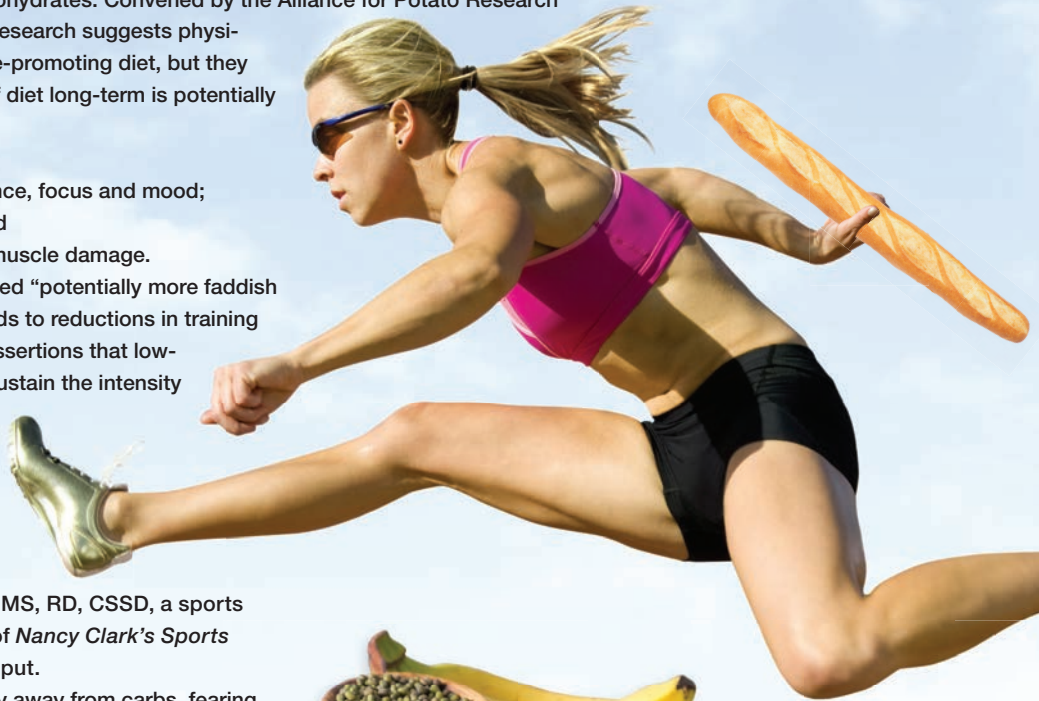 ohydrates. Convened by the Alliance for Potato Research
research suggests physi-
e-promoting diet, but they
diet long-term is potentially
nce, focus and mood;
d
muscle damage.
ed “potentially more faddish
ds to reductions in training
ssertions that low-
ustain the intensity
MS, RD, CSSD, a sports
of Nancy Clark’s Sports
put.
y away from carbs, fearing